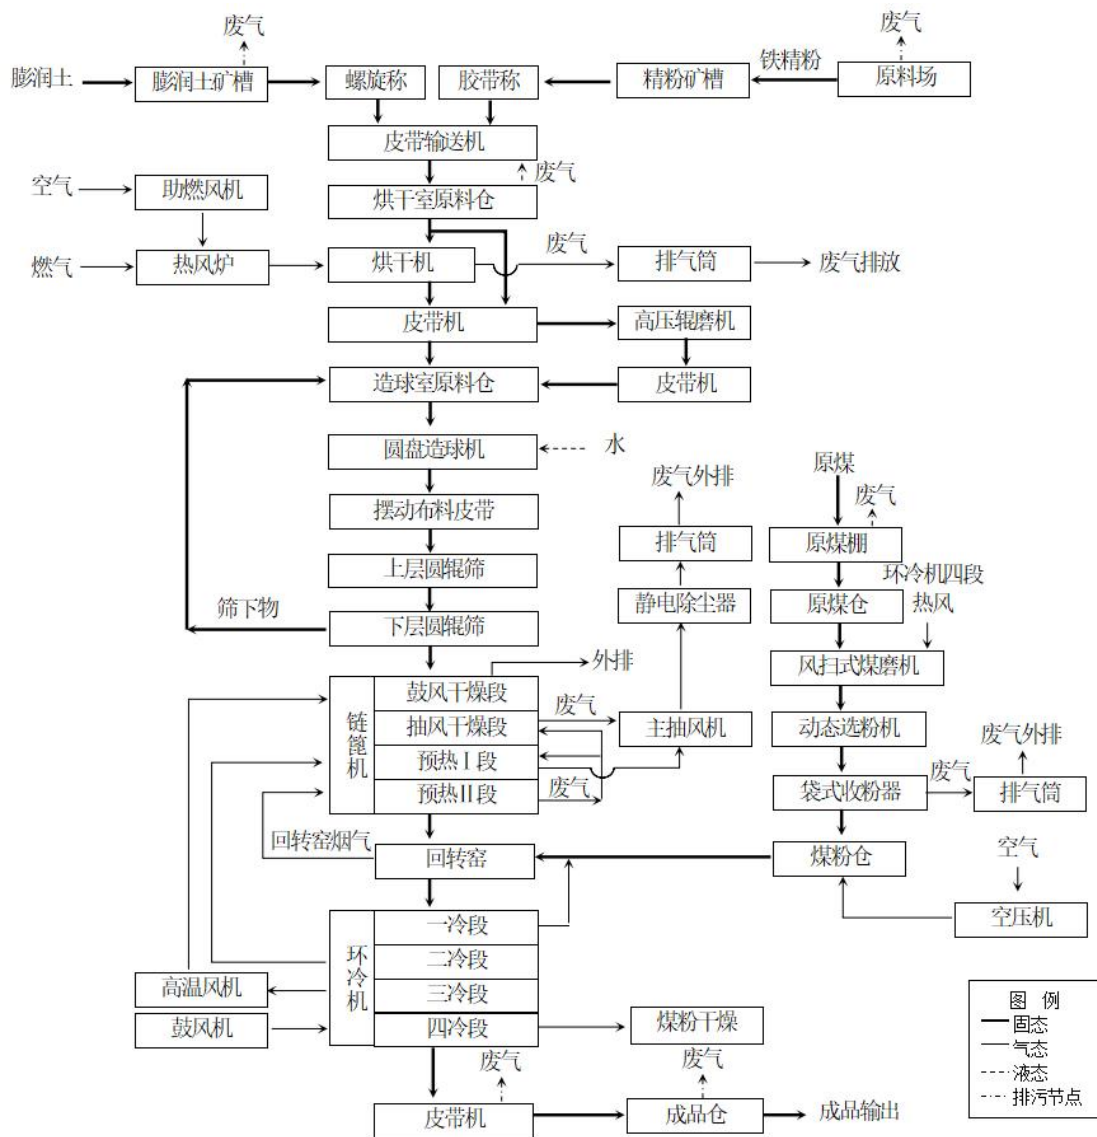 废气
废气
膨润土
膨润土矿槽
螺旋称
胶带称
精粉矿槽
铁精粉
原料场
皮带输送机
废气
空气
助燃风机
烘干室原料仓
燃气
热风炉
烘干机
废气
排气筒
废气排放
皮带机
高压辊磨机
造球室原料仓
皮带机
圆盘造球机
水
废气外排
原煤
废气
摆动布料皮带
排气筒
原煤棚
上层圆辊筛
环冷机四段
热风
静电除尘器
原煤仓
筛下物
下层圆辊筛
外排
风扫式煤磨机
链篦机
鼓风干燥段
废气
抽风干燥段
主抽风机
动态选粉机
废气外排
预热Ⅰ段
预热Ⅱ段
废气
袋式收粉器
废气
排气筒
回转窑烟气
回转窑
煤粉仓
空气
空压机
环冷机
一冷段
二冷段
三冷段
四冷段
高温风机
鼓风机
煤粉干燥
废气
废气
皮带机
成品仓
成品输出
图 例
固态
气态
液态
排污节点